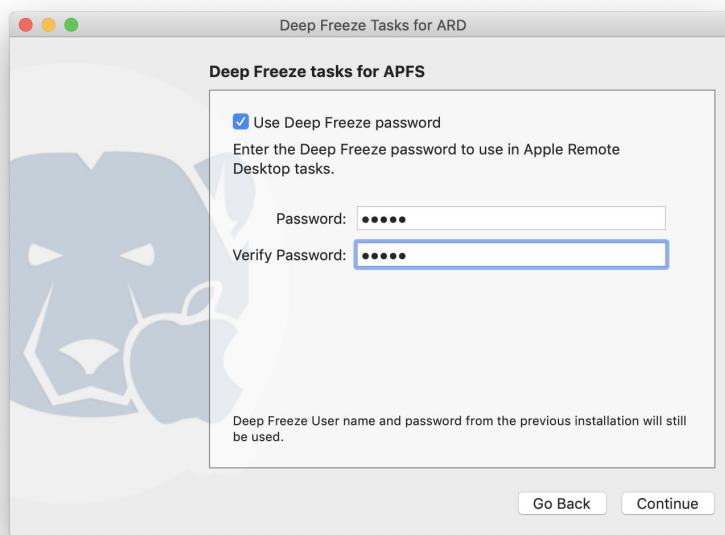 Deep Freeze Tasks for ARD
Deep Freeze tasks for APFS
Use Deep Freeze password
Enter the Deep Freeze password to use in Apple Remote
Desktop tasks.
Password: •••••
Verify Password: •••••
Deep Freeze User name and password from the previous installation will still
be used.
Go Back Continue